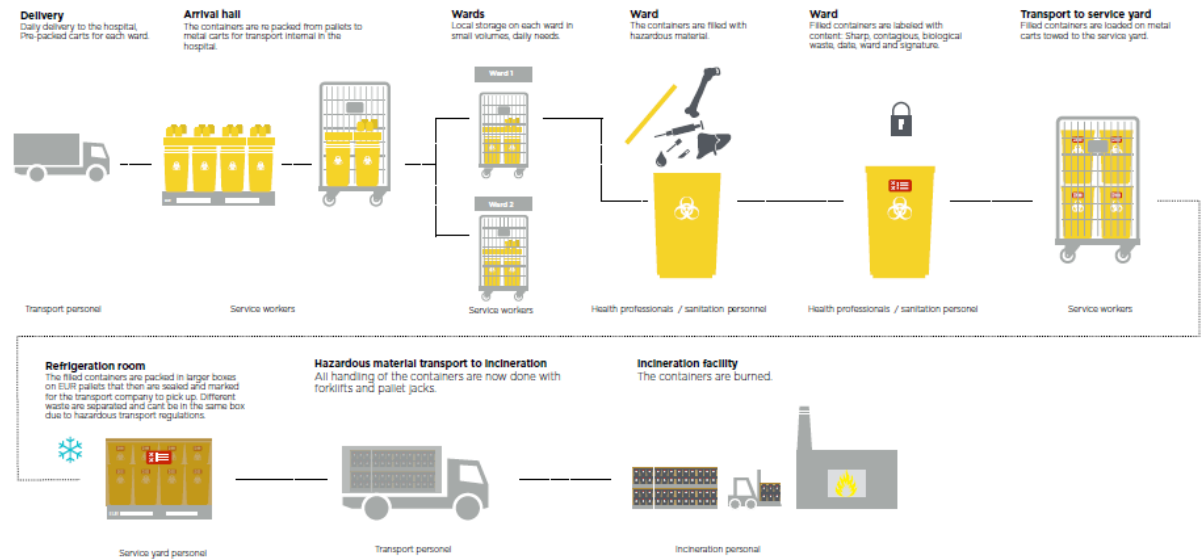 Delivery
Daily delivery to the hospital,
Pre-packed carts for each ward.
Arrival hall
The containers are re packed from pallets to
metal carts for transport internal in the
hospital.
Wards
Local storage on each ward in
small volumes, daily needs.
Ward
The containers are filled with
hazardous material.
Ward
Filled containers are labeled with
content: Sharp, contagious, biological
waste, date, ward and signature.
Transport to service yard
Filled containers are loaded on metal
carts towed to the service yard.
Ward 1
Ward 2
Transport personel
Service workers
Service workers
Health professionals / sanitation personnel
Health professionals / sanitation personel
Service workers
Refrigeration room
The filled containers are packed in larger boxes
on EUR pallets that then are sealed and marked
for the transport company to pick up. Different
waste are separated and cant be in the same box
due to hazardous transport regulations.
Hazardous material transport to incineration
All handling of the containers are now done with
forklifts and pallet jacks.
Incineration facility
The containers are burned.
Service yard personel
Transport personel
Incineration personal